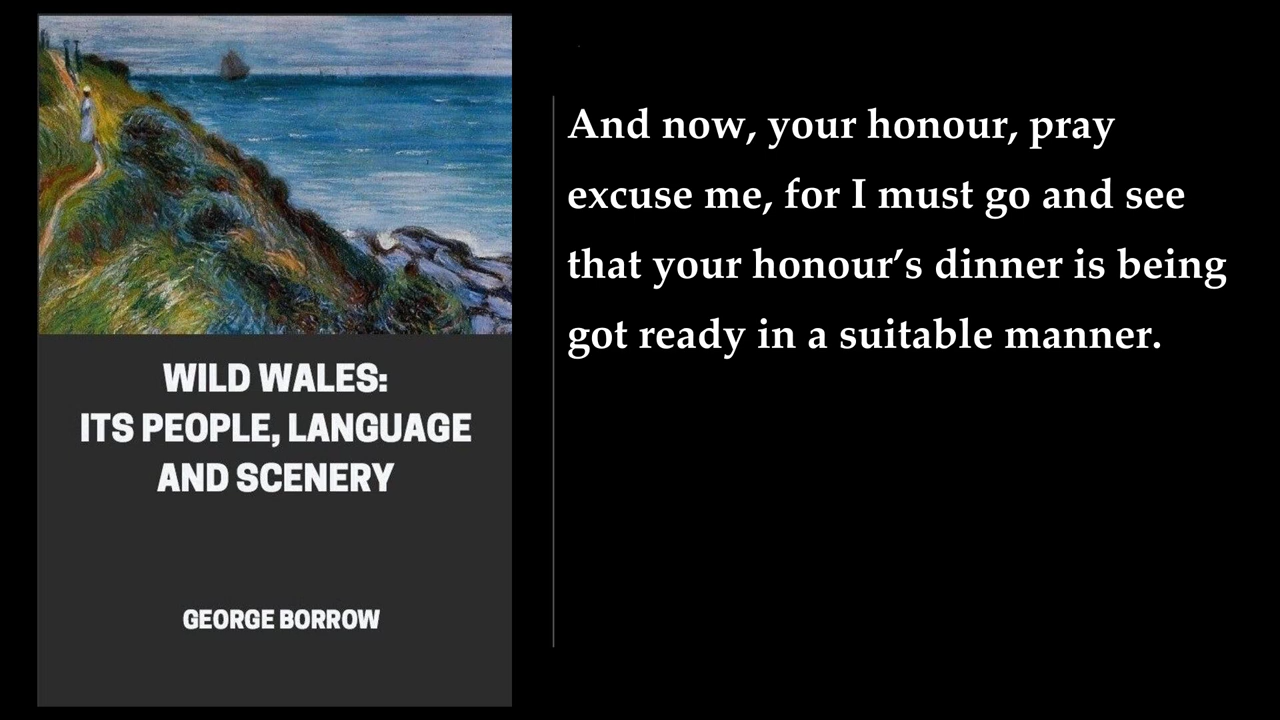 WILD WALES:
ITS PEOPLE, LANGUAGE
AND SCENERY
GEORGE BORROW
And now, your honour, pray
excuse me, for I must go and see
that your honour’s dinner is being
got ready in a suitable manner.